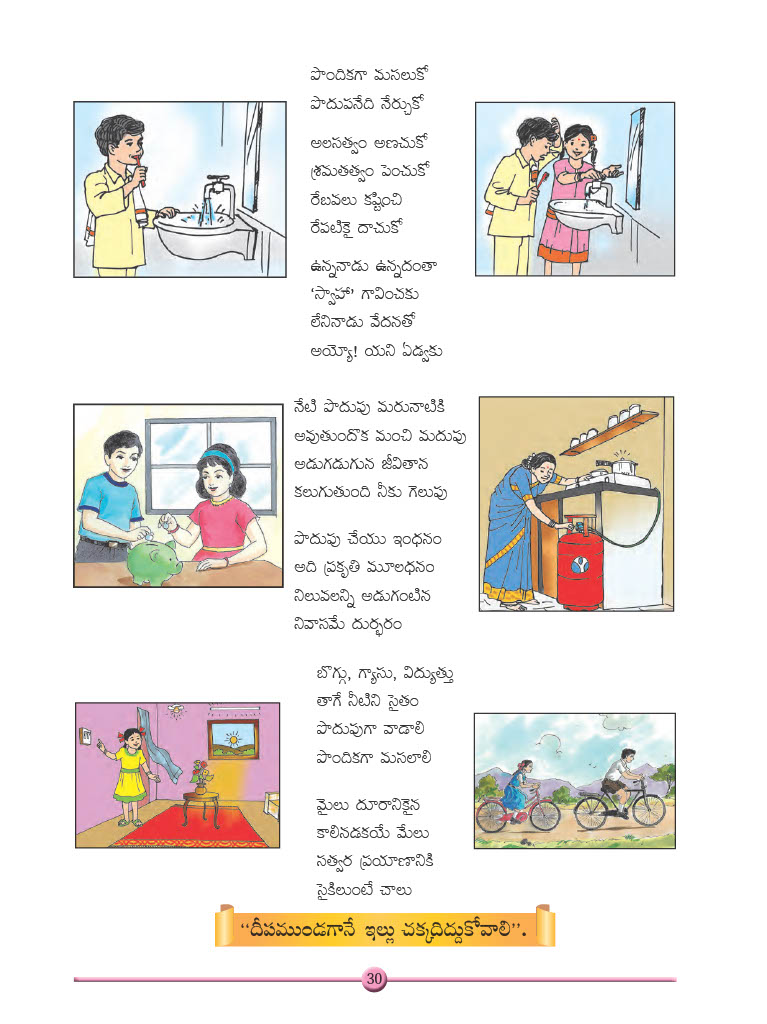 పొందికగా మసలుకో
పొదుపనేది నేర్చుకో
అలసత్వం అణచుకో
శ్రమతత్వం పెంచుకో
రేబవలు కష్టించి
రేపటికై దాచుకో
ఉన్ననాడు ఉన్నదంతా
‘స్వాహా’ గావించకు
లేనినాడు వేదనతో
అయ్యో! యని ఏడ్వకు
నేటి పొదుపు మరునాటికి
అవుతుందొక మంచి మదుపు
అడుగడుగున జీవితాన
కలుగుతుంది నీకు గెలుపు
పొదుపు చేయు ఇంధనం
అది ప్రకృతి మూలధనం
నిలువలన్ని అడుగంటిన
నివాసమే దుర్భరం
బొగ్గు, గ్యాసు, విద్యుత్తు
తాగే నీటిని సైతం
పొదుపుగా వాడాలి
పొందికగా మసలాలి
మైలు దూరానికైన
కాలినడకయే మేలు
సత్వర ప్రయాణానికి
సైకిలుంటే చాలు
“దీపముండగానే ఇల్లు చక్కదిద్దుకోవాలి”.
30